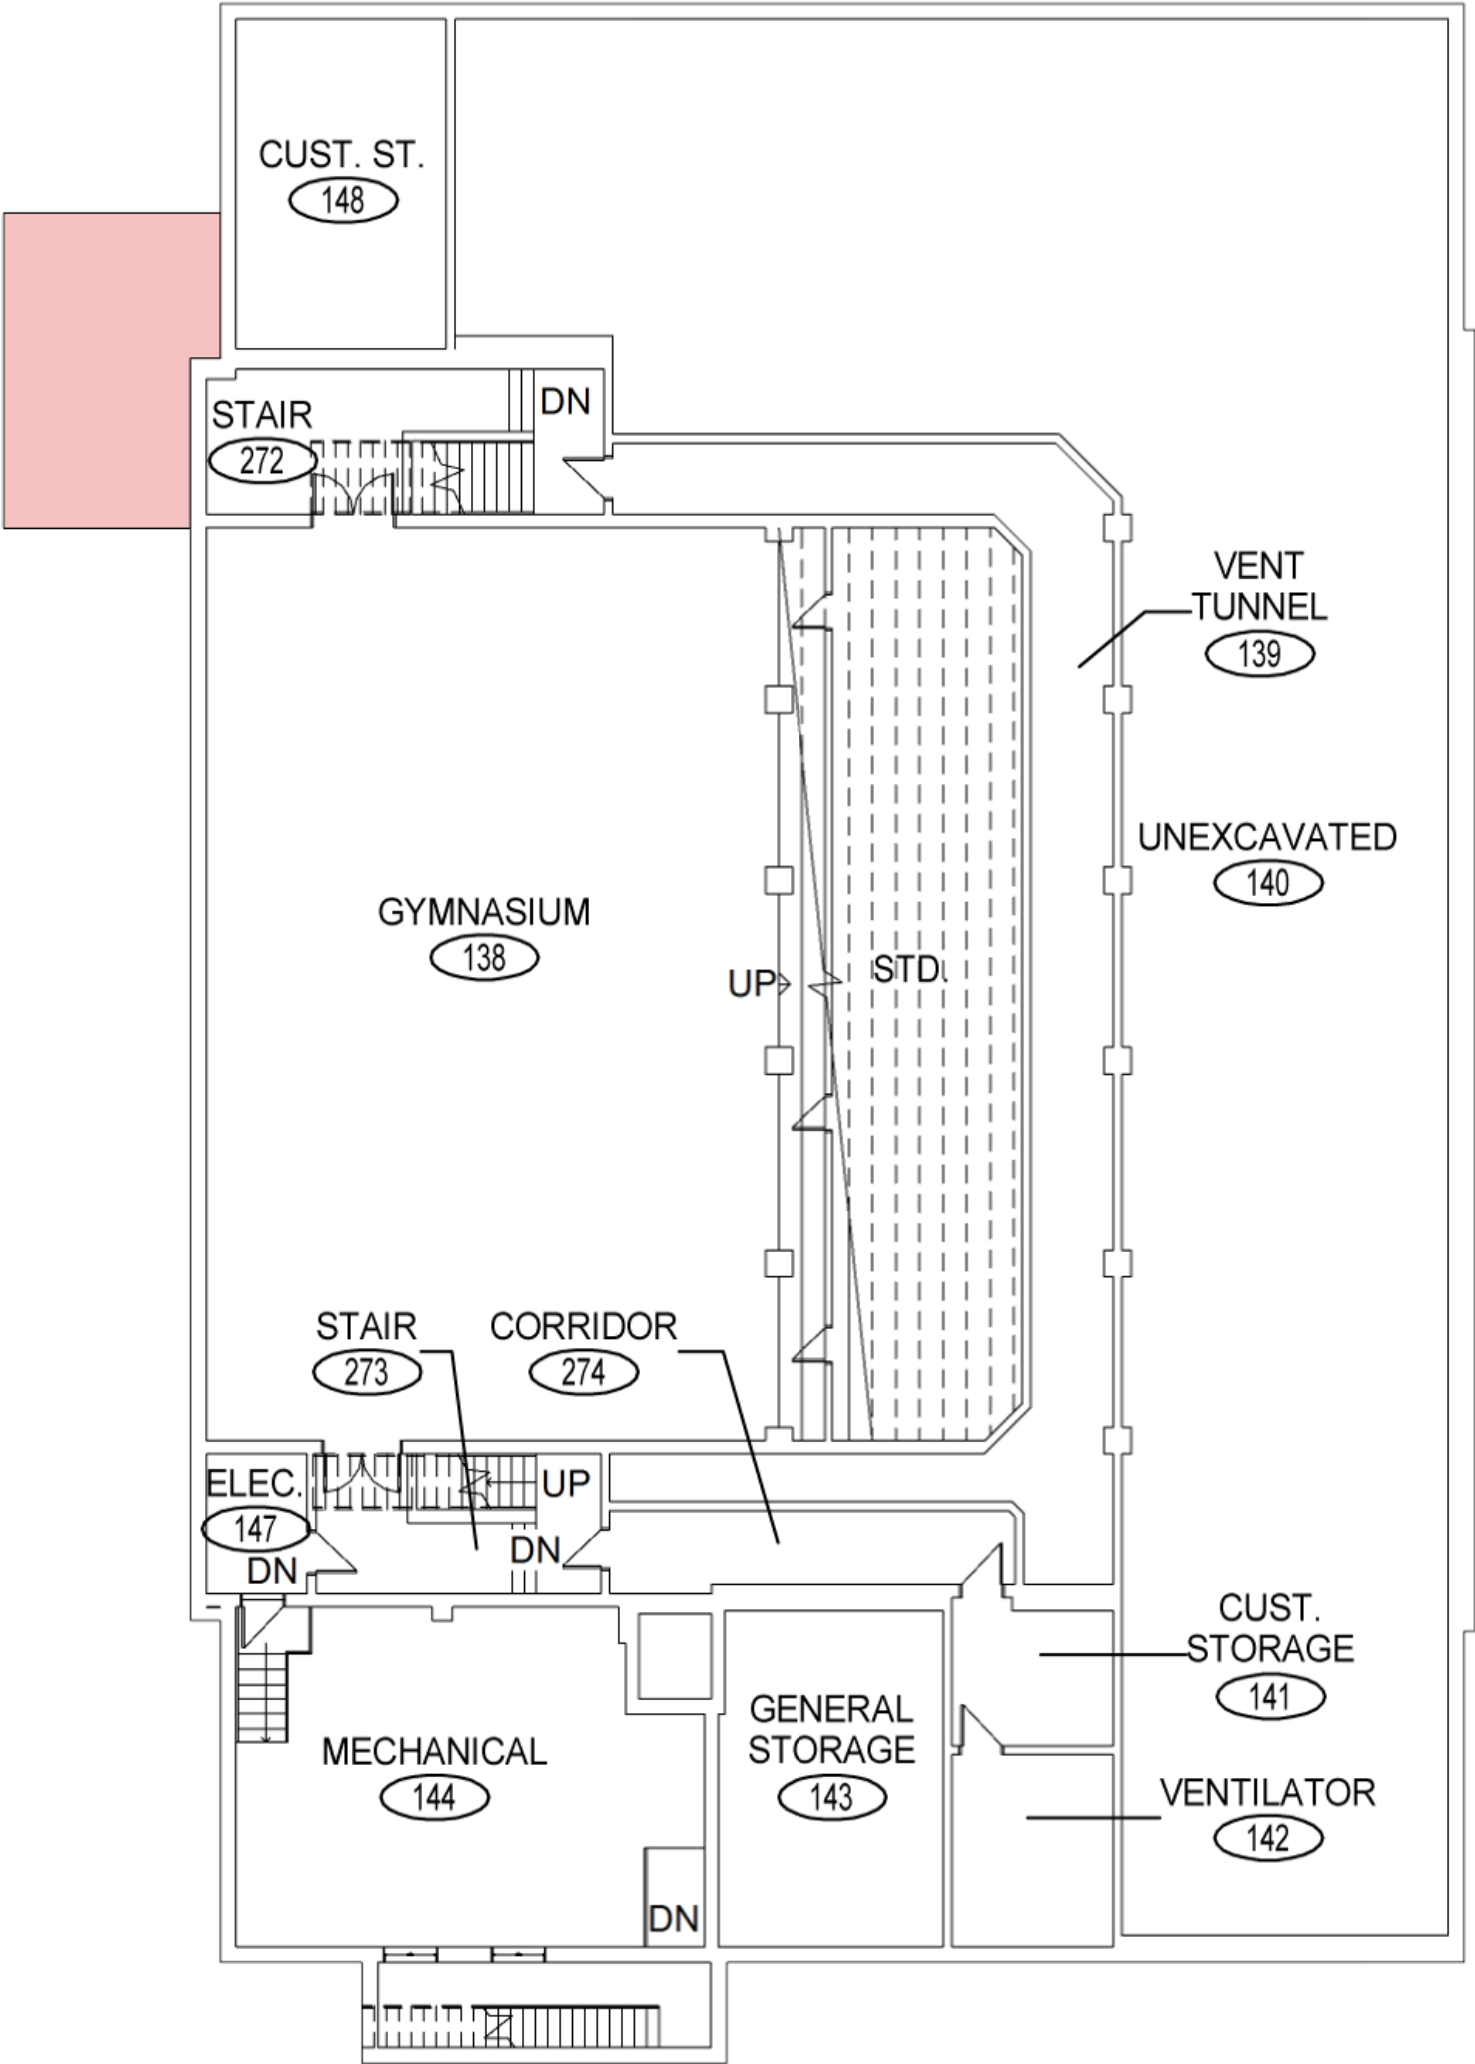 CUST. ST.
148
DN
STAIR
272
VENT
TUNNEL
139
UNEXCAVATED
140
GYMNASIUM
138
UP
STD.
STAIR
273
CORRIDOR
274
ELEC.
147
DN
UP
DN
CUST.
STORAGE
141
GENERAL
STORAGE
143
MECHANICAL
144
VENTILATOR
142
DN